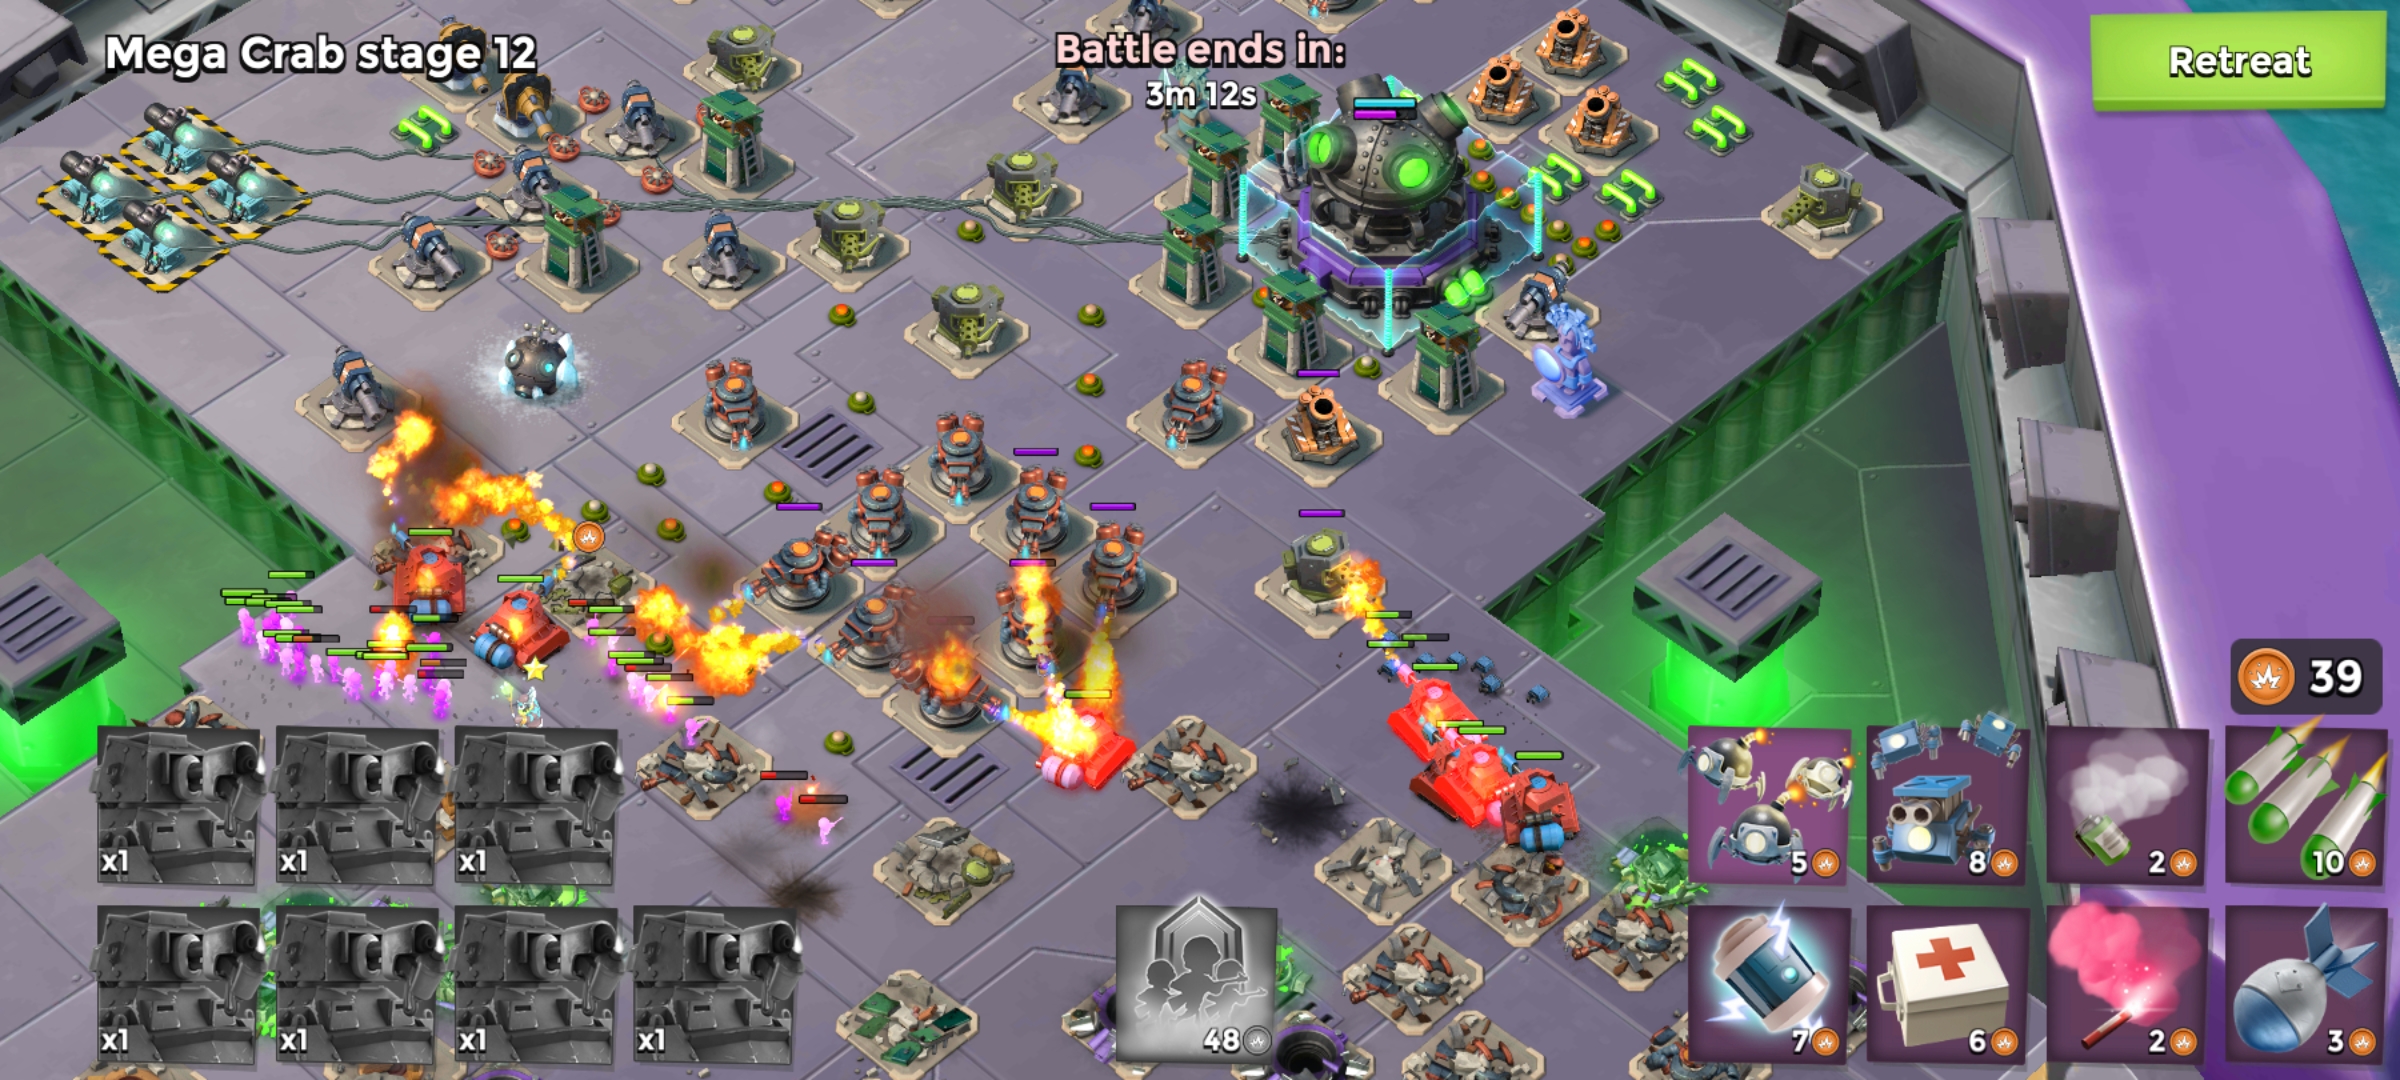 Mega Crab stage 12
Battle ends in:
3m 12s
Retreat
39
x1 x1 x1
5 8 2 10
x1 x1 x1 x1
48
7 6 2 3